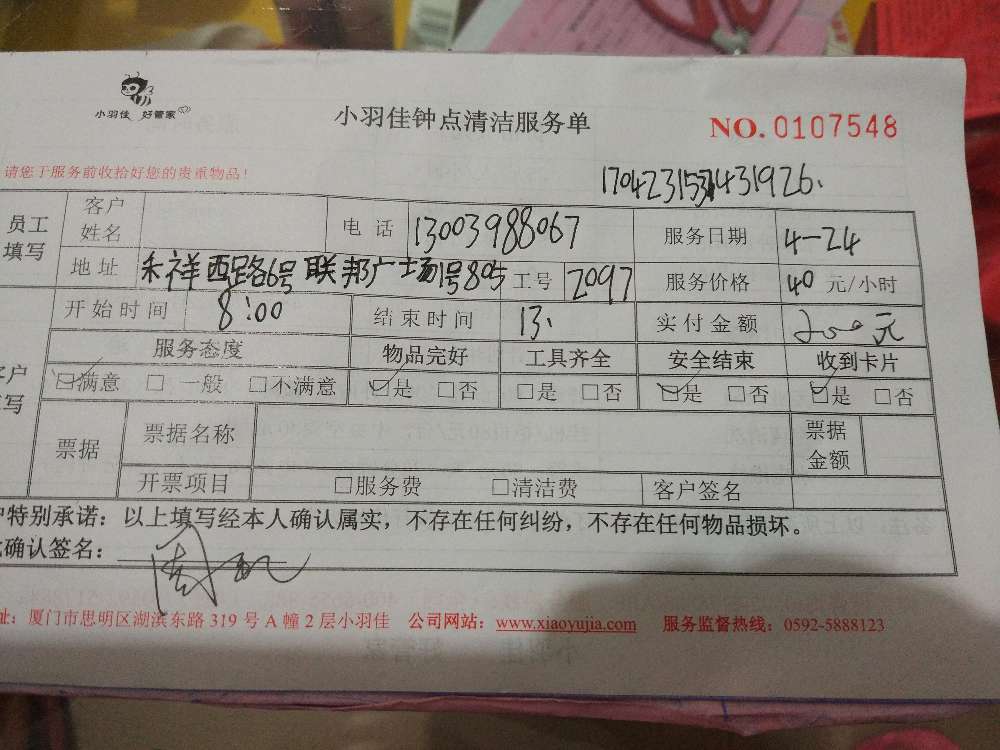 小羽佳 好管家
小羽佳钟点清洁服务单
NO. 0107548
请您于服务前收拾好您的贵重物品！
员工填写 客户姓名 电话 13003988067 服务日期 4-24
地址 禾祥西路6号联邦广场1号805 工号 2097 服务价格 40 元/小时
开始时间 8:00 结束时间 13. 实付金额 200元
服务态度 物品完好 工具齐全 安全结束 收到卡片
☑满意 □ 一般 □不满意 ☑是 □否 □是 □否 ☑是 □否 ☑是 □否
票据 票据名称 票据金额
开票项目 □服务费 □清洁费 客户签名
特别承诺：以上填写经本人确认属实，不存在任何纠纷，不存在任何物品损坏。
确认签名：
址：厦门市思明区湖滨东路 319 号 A 幢 2 层小羽佳 公司网站：www.xiaoyujia.com 服务监督热线：0592-5888123